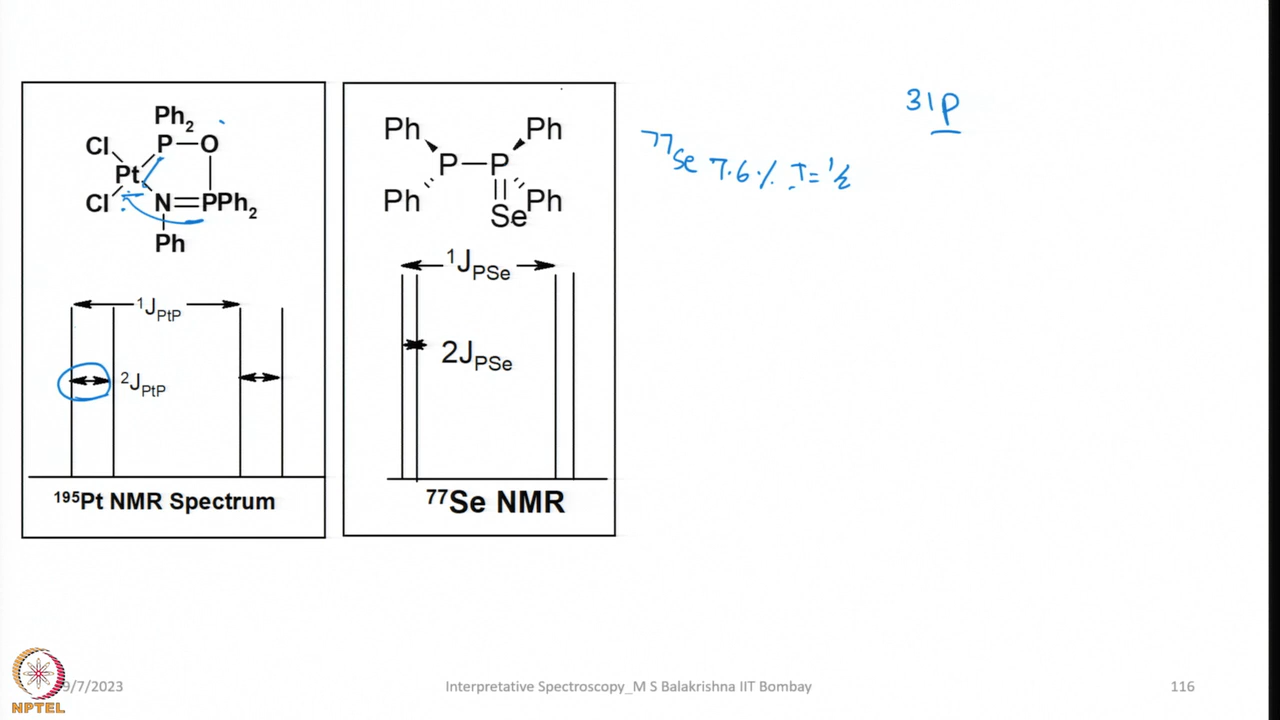 Ph2
Cl
P
O
Pt
Cl
N
PPh2
Ph
1JPtP
2JPtP
195Pt NMR Spectrum
Ph
Ph
P
P
Ph
Ph
Se
1JPSe
2JPSe
77Se NMR
77Se 7.6% I = 1/2
31P
NPTEL
9/7/2023
Interpretative Spectroscopy_M S Balakrishna IIT Bombay
116